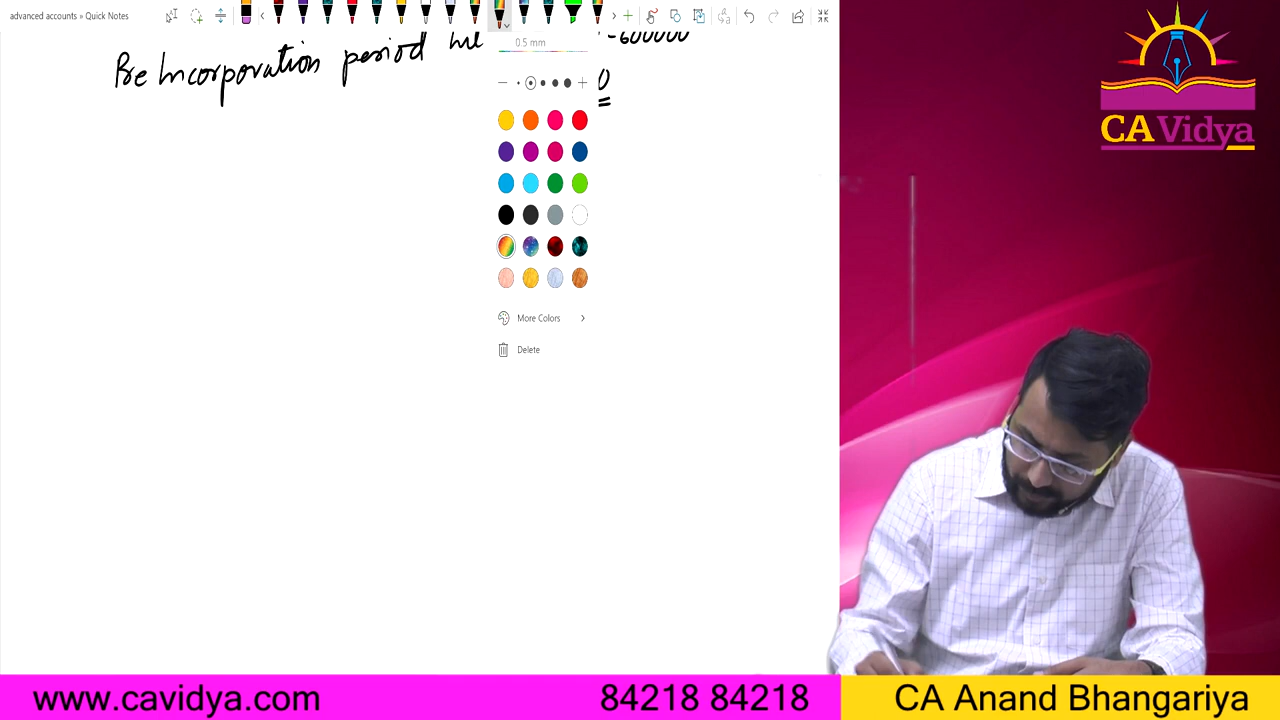 advanced accounts » Quick Notes
0.5 mm
-600000
Pre Incorporation period
0
More Colors
Delete
CA Vidya
www.cavidya.com
84218 84218
CA Anand Bhangariya